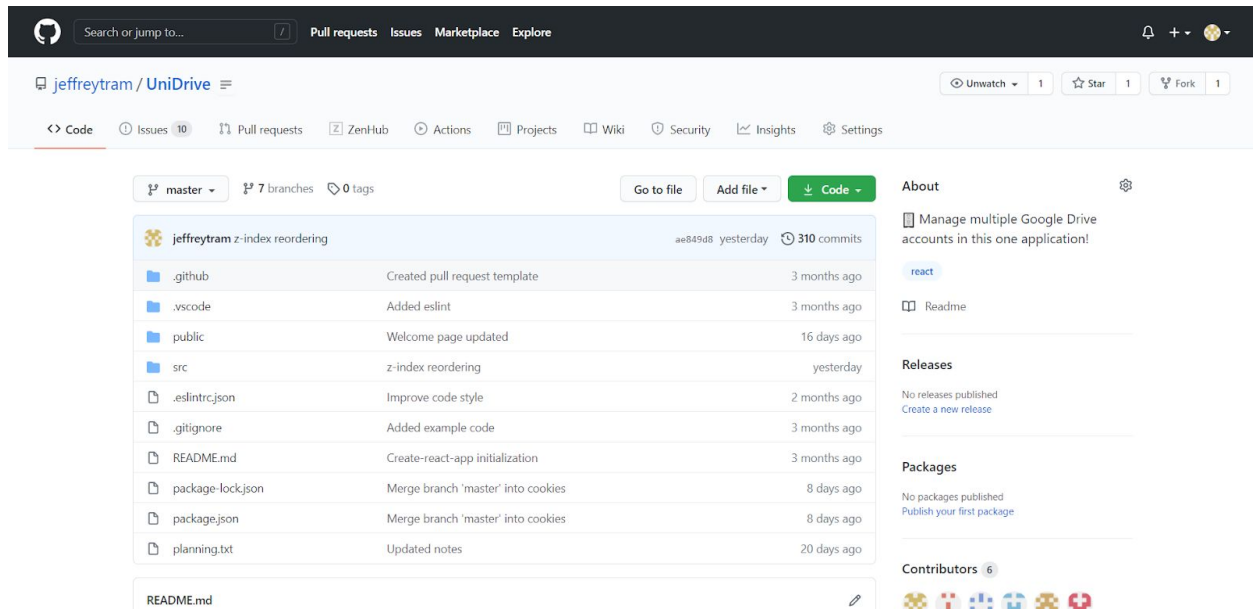 Search or jump to... / Pull requests Issues Marketplace Explore
jeffreytram / UniDrive
Unwatch 1 Star 1 Fork 1
Code Issues 10 Pull requests ZenHub Actions Projects Wiki Security Insights Settings
master 7 branches 0 tags Go to file Add file Code
jeffreytram z-index reordering ae849d8 yesterday 310 commits
.github Created pull request template 3 months ago
.vscode Added eslint 3 months ago
public Welcome page updated 16 days ago
src z-index reordering yesterday
.eslintrc.json Improve code style 2 months ago
.gitignore Added example code 3 months ago
README.md Create-react-app initialization 3 months ago
package-lock.json Merge branch 'master' into cookies 8 days ago
package.json Merge branch 'master' into cookies 8 days ago
planning.txt Updated notes 20 days ago
README.md
About
Manage multiple Google Drive
accounts in this one application!
react
Readme
Releases
No releases published
Create a new release
Packages
No packages published
Publish your first package
Contributors 6